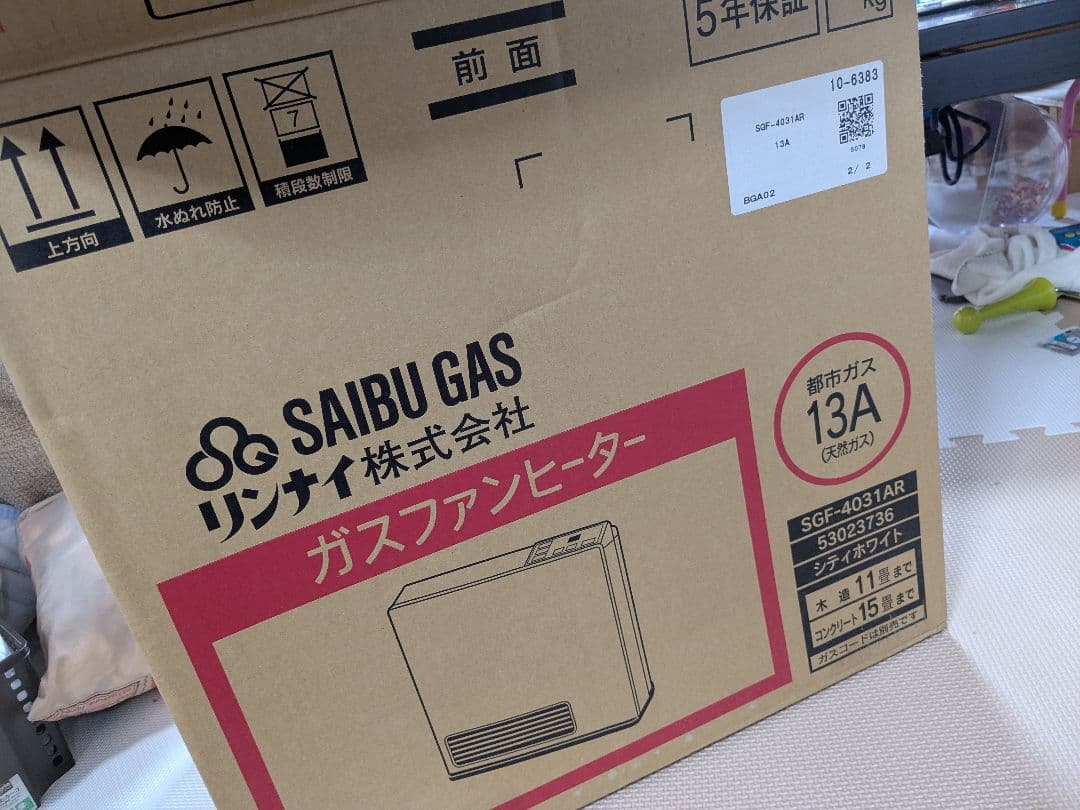 5年保証
kg
前面
7
上方向
水ぬれ防止
積段数制限
10-6383
SGF-4031AR
13A
5079
2/ 2
BGA02
SAIBU GAS
リンナイ株式会社
ガスファンヒーター
都市ガス
13A
(天然ガス)
SGF-4031AR
53023736
シティホワイト
木造11畳まで
コンクリート15畳まで
ガスコードは別売です